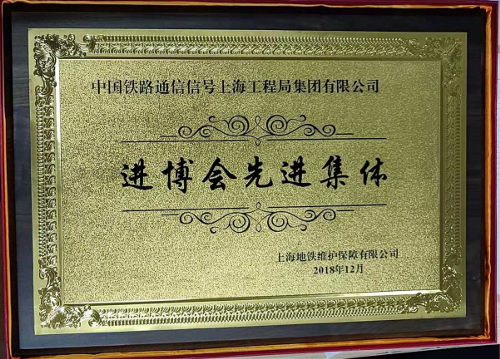 中国铁路通信信号上海工程局集团有限公司
进博会先进集体
上海地铁维护保障有限公司
2018年12月